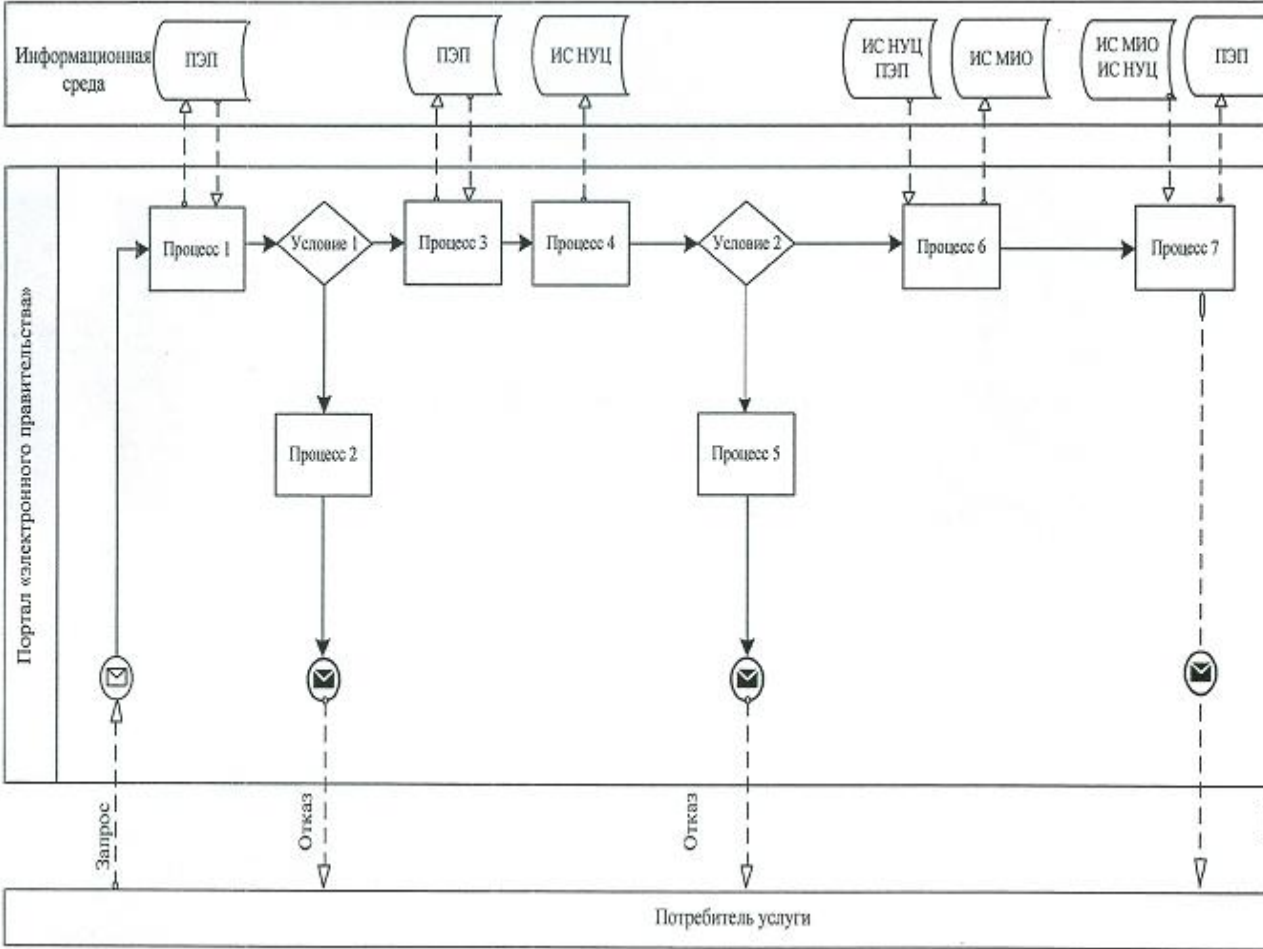 Информационная
среда
ПЭП
ПЭП
ИС НУЦ
ИС НУЦ
ПЭП
ИС МИО
ИС МИО
ИС НУЦ
ПЭП
Портал «электронного правительства»
Процесс 1
Условие 1
Процесс 3
Процесс 4
Условие 2
Процесс 6
Процесс 7
Процесс 2
Процесс 5
Запрос
Отказ
Отказ
Потребитель услуги